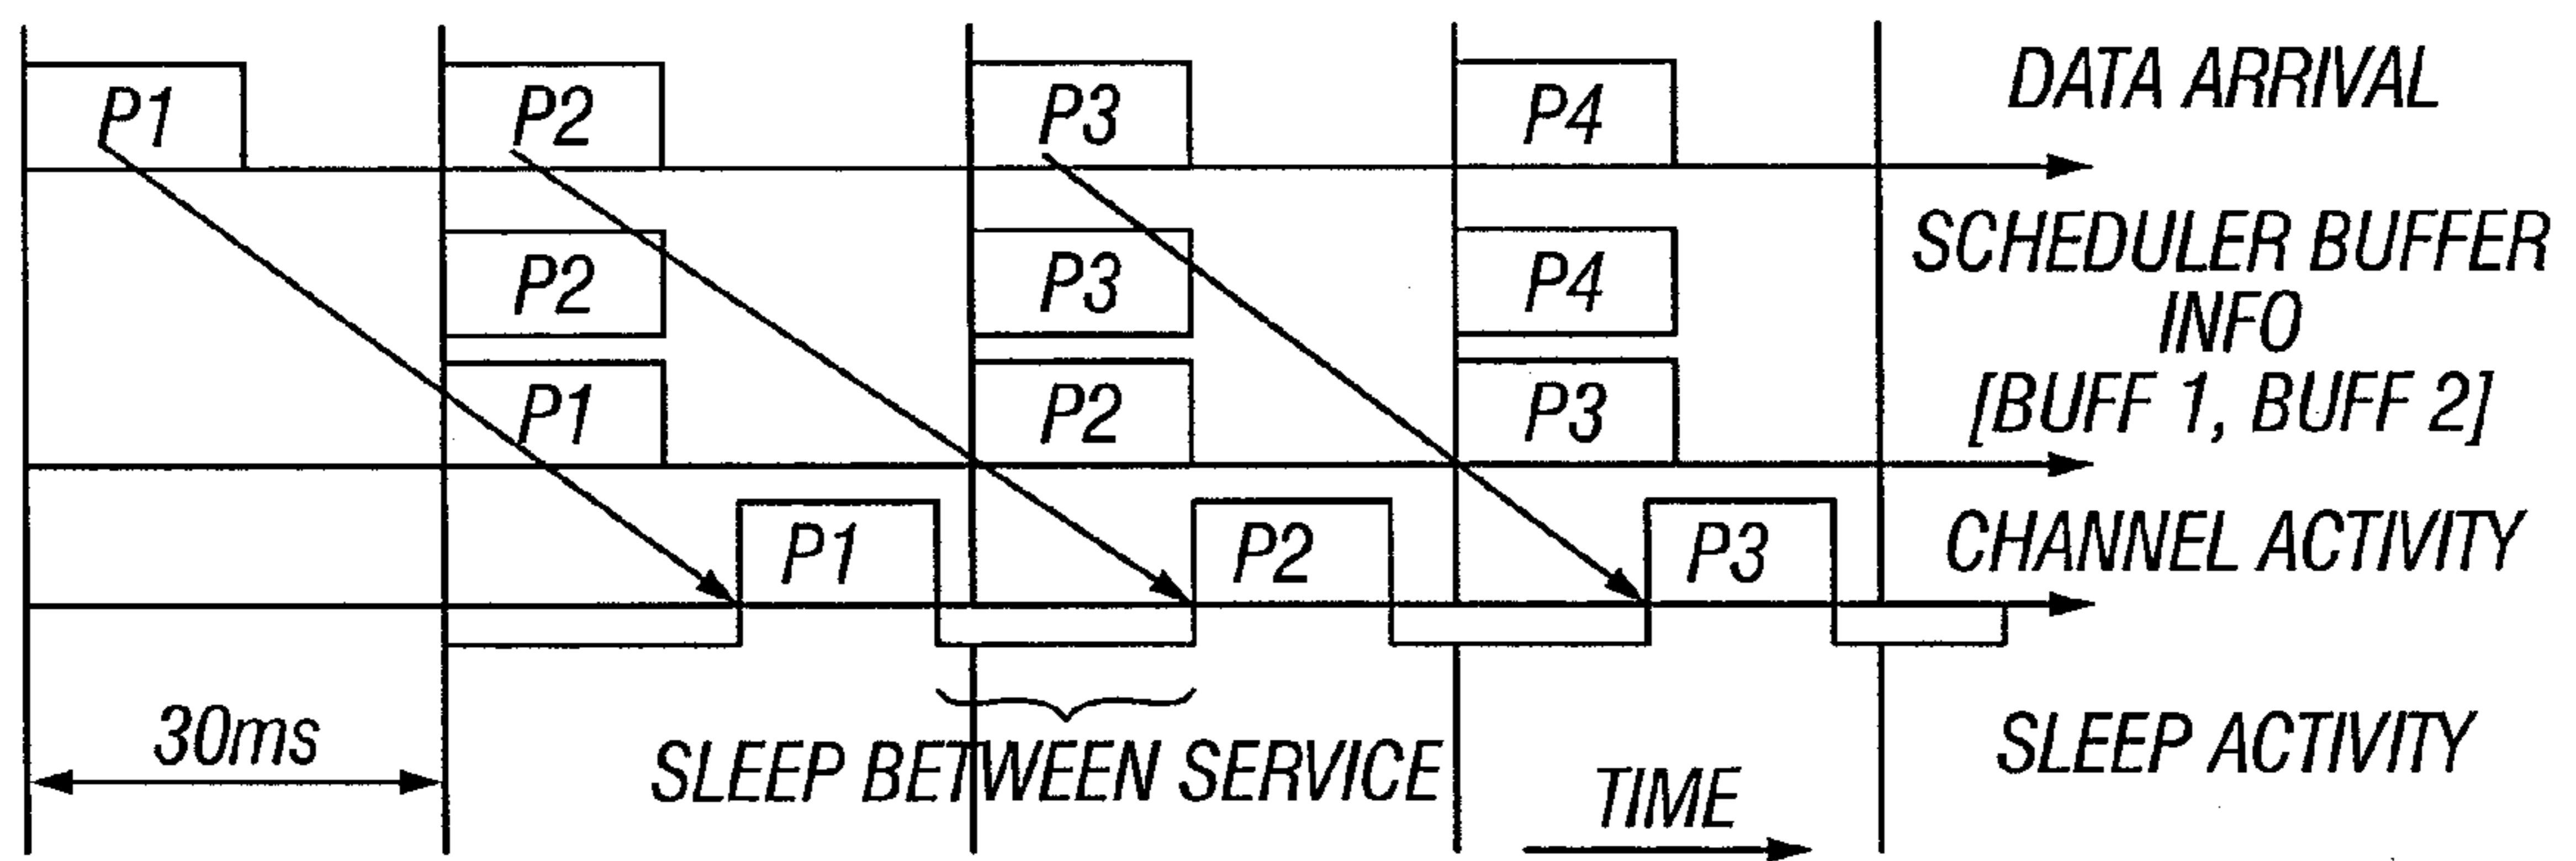 P1 P2 P3 P4 DATA ARRIVAL
P2 P3 P4 SCHEDULER BUFFER
INFO
P1 P2 P3 [BUFF 1, BUFF 2]
P1 P2 P3 CHANNEL ACTIVITY
30ms SLEEP BETWEEN SERVICE SLEEP ACTIVITY
TIME